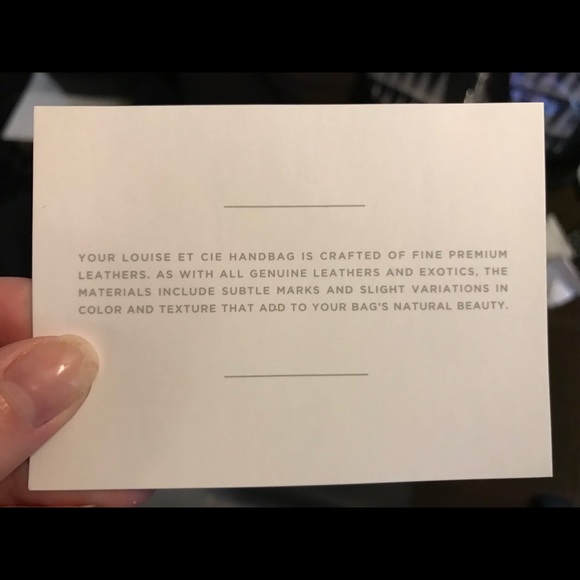 YOUR LOUISE ET CIE HANDBAG IS CRAFTED OF FINE PREMIUM
LEATHERS. AS WITH ALL GENUINE LEATHERS AND EXOTICS, THE
MATERIALS INCLUDE SUBTLE MARKS AND SLIGHT VARIATIONS IN
COLOR AND TEXTURE THAT ADD TO YOUR BAG'S NATURAL BEAUTY.